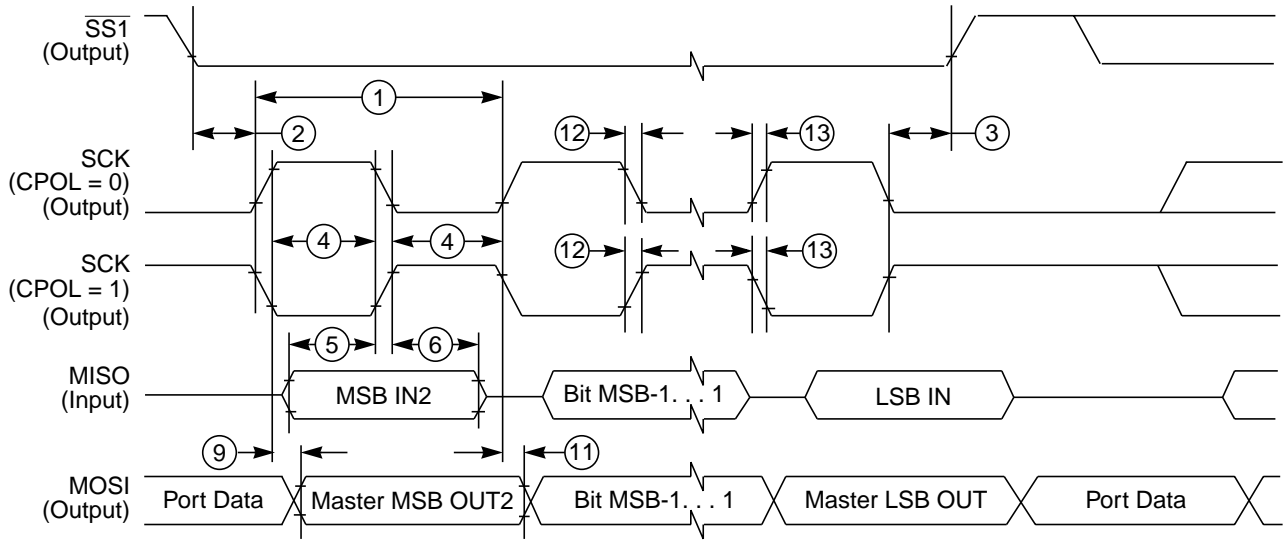 SS1
(Output)
1
2
12
13
3
SCK
(CPOL = 0)
(Output)
4
4
12
13
SCK
(CPOL = 1)
(Output)
5
6
MISO
(Input)
MSB IN2
Bit MSB-1. . . 1
LSB IN
9
11
MOSI
(Output)
Port Data
Master MSB OUT2
Bit MSB-1. . . 1
Master LSB OUT
Port Data